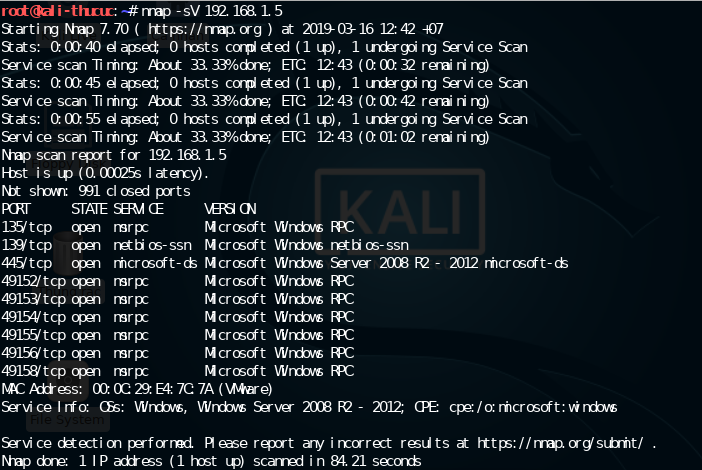 root@kali-thucuc:~# nmap -sV 192.168.1.5
Starting Nmap 7.70 ( https://nmap.org ) at 2019-03-16 12:42 +07
Stats: 0:00:40 elapsed; 0 hosts completed (1 up), 1 undergoing Service Scan
Service scan Timing: About 33.33% done; ETC: 12:43 (0:00:32 remaining)
Stats: 0:00:45 elapsed; 0 hosts completed (1 up), 1 undergoing Service Scan
Service scan Timing: About 33.33% done; ETC: 12:43 (0:00:42 remaining)
Stats: 0:00:55 elapsed; 0 hosts completed (1 up), 1 undergoing Service Scan
Service scan Timing: About 33.33% done; ETC: 12:43 (0:01:02 remaining)
Nmap scan report for 192.168.1.5
Host is up (0.00025s latency).
Not shown: 991 closed ports
PORT      STATE SERVICE      VERSION
135/tcp   open  msrpc        Microsoft Windows RPC
139/tcp   open  netbios-ssn  Microsoft Windows netbios-ssn
445/tcp   open  microsoft-ds Microsoft Windows Server 2008 R2 - 2012 microsoft-ds
49152/tcp open  msrpc        Microsoft Windows RPC
49153/tcp open  msrpc        Microsoft Windows RPC
49154/tcp open  msrpc        Microsoft Windows RPC
49155/tcp open  msrpc        Microsoft Windows RPC
49156/tcp open  msrpc        Microsoft Windows RPC
49158/tcp open  msrpc        Microsoft Windows RPC
MAC Address: 00:0C:29:E4:7C:7A (VMware)
Service Info: OSs: Windows, Windows Server 2008 R2 - 2012; CPE: cpe:/o:microsoft:windows
Service detection performed. Please report any incorrect results at https://nmap.org/submit/ .
Nmap done: 1 IP address (1 host up) scanned in 84.21 seconds
KALI
File System